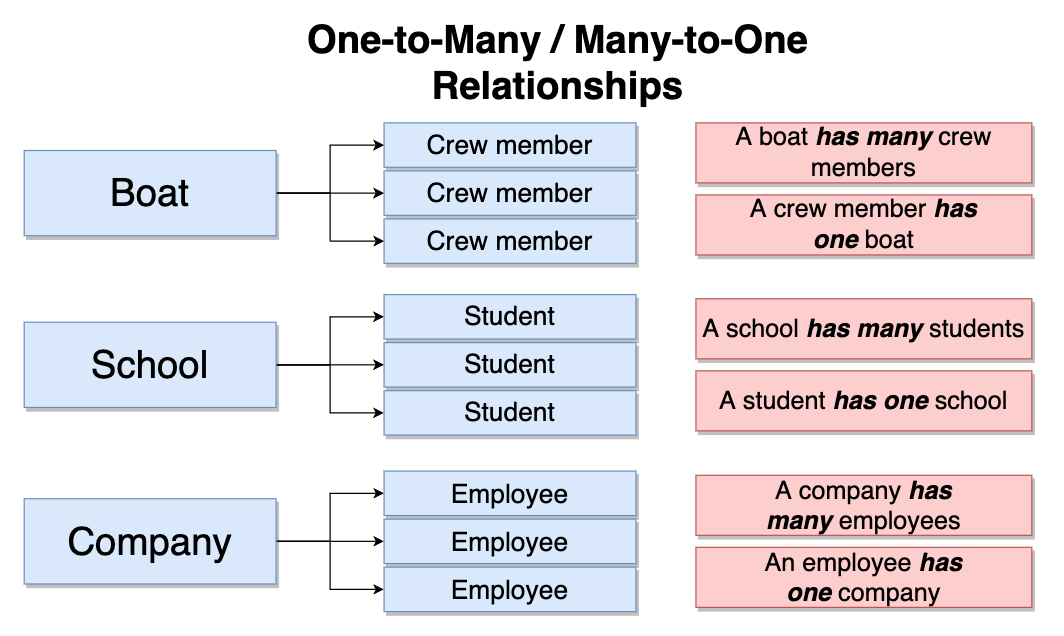 One-to-Many / Many-to-One
Relationships
Boat
Crew member
Crew member
Crew member
A boat has many crew
members
A crew member has
one boat
School
Student
Student
Student
A school has many students
A student has one school
Company
Employee
Employee
Employee
A company has
many employees
An employee has
one company